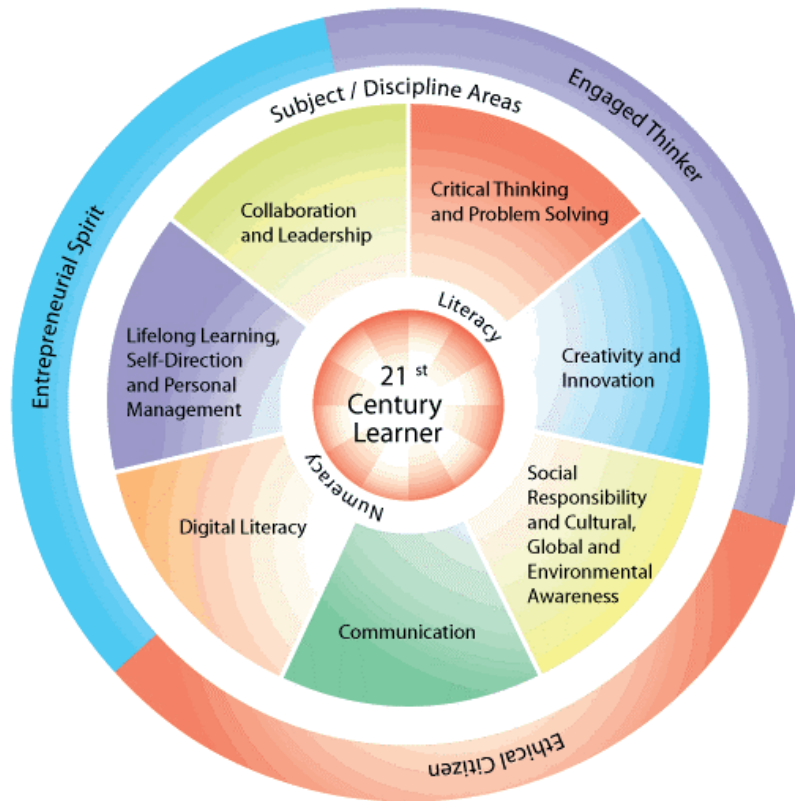 Engaged Thinker
Entrepreneurial Spirit
Ethical Citizen
Subject / Discipline Areas
Critical Thinking
and Problem Solving
Creativity and
Innovation
Social
Responsibility
and Cultural,
Global and
Environmental
Awareness
Communication
Digital Literacy
Lifelong Learning,
Self-Direction
and Personal
Management
Collaboration
and Leadership
Literacy
Numeracy
21 st
Century
Learner